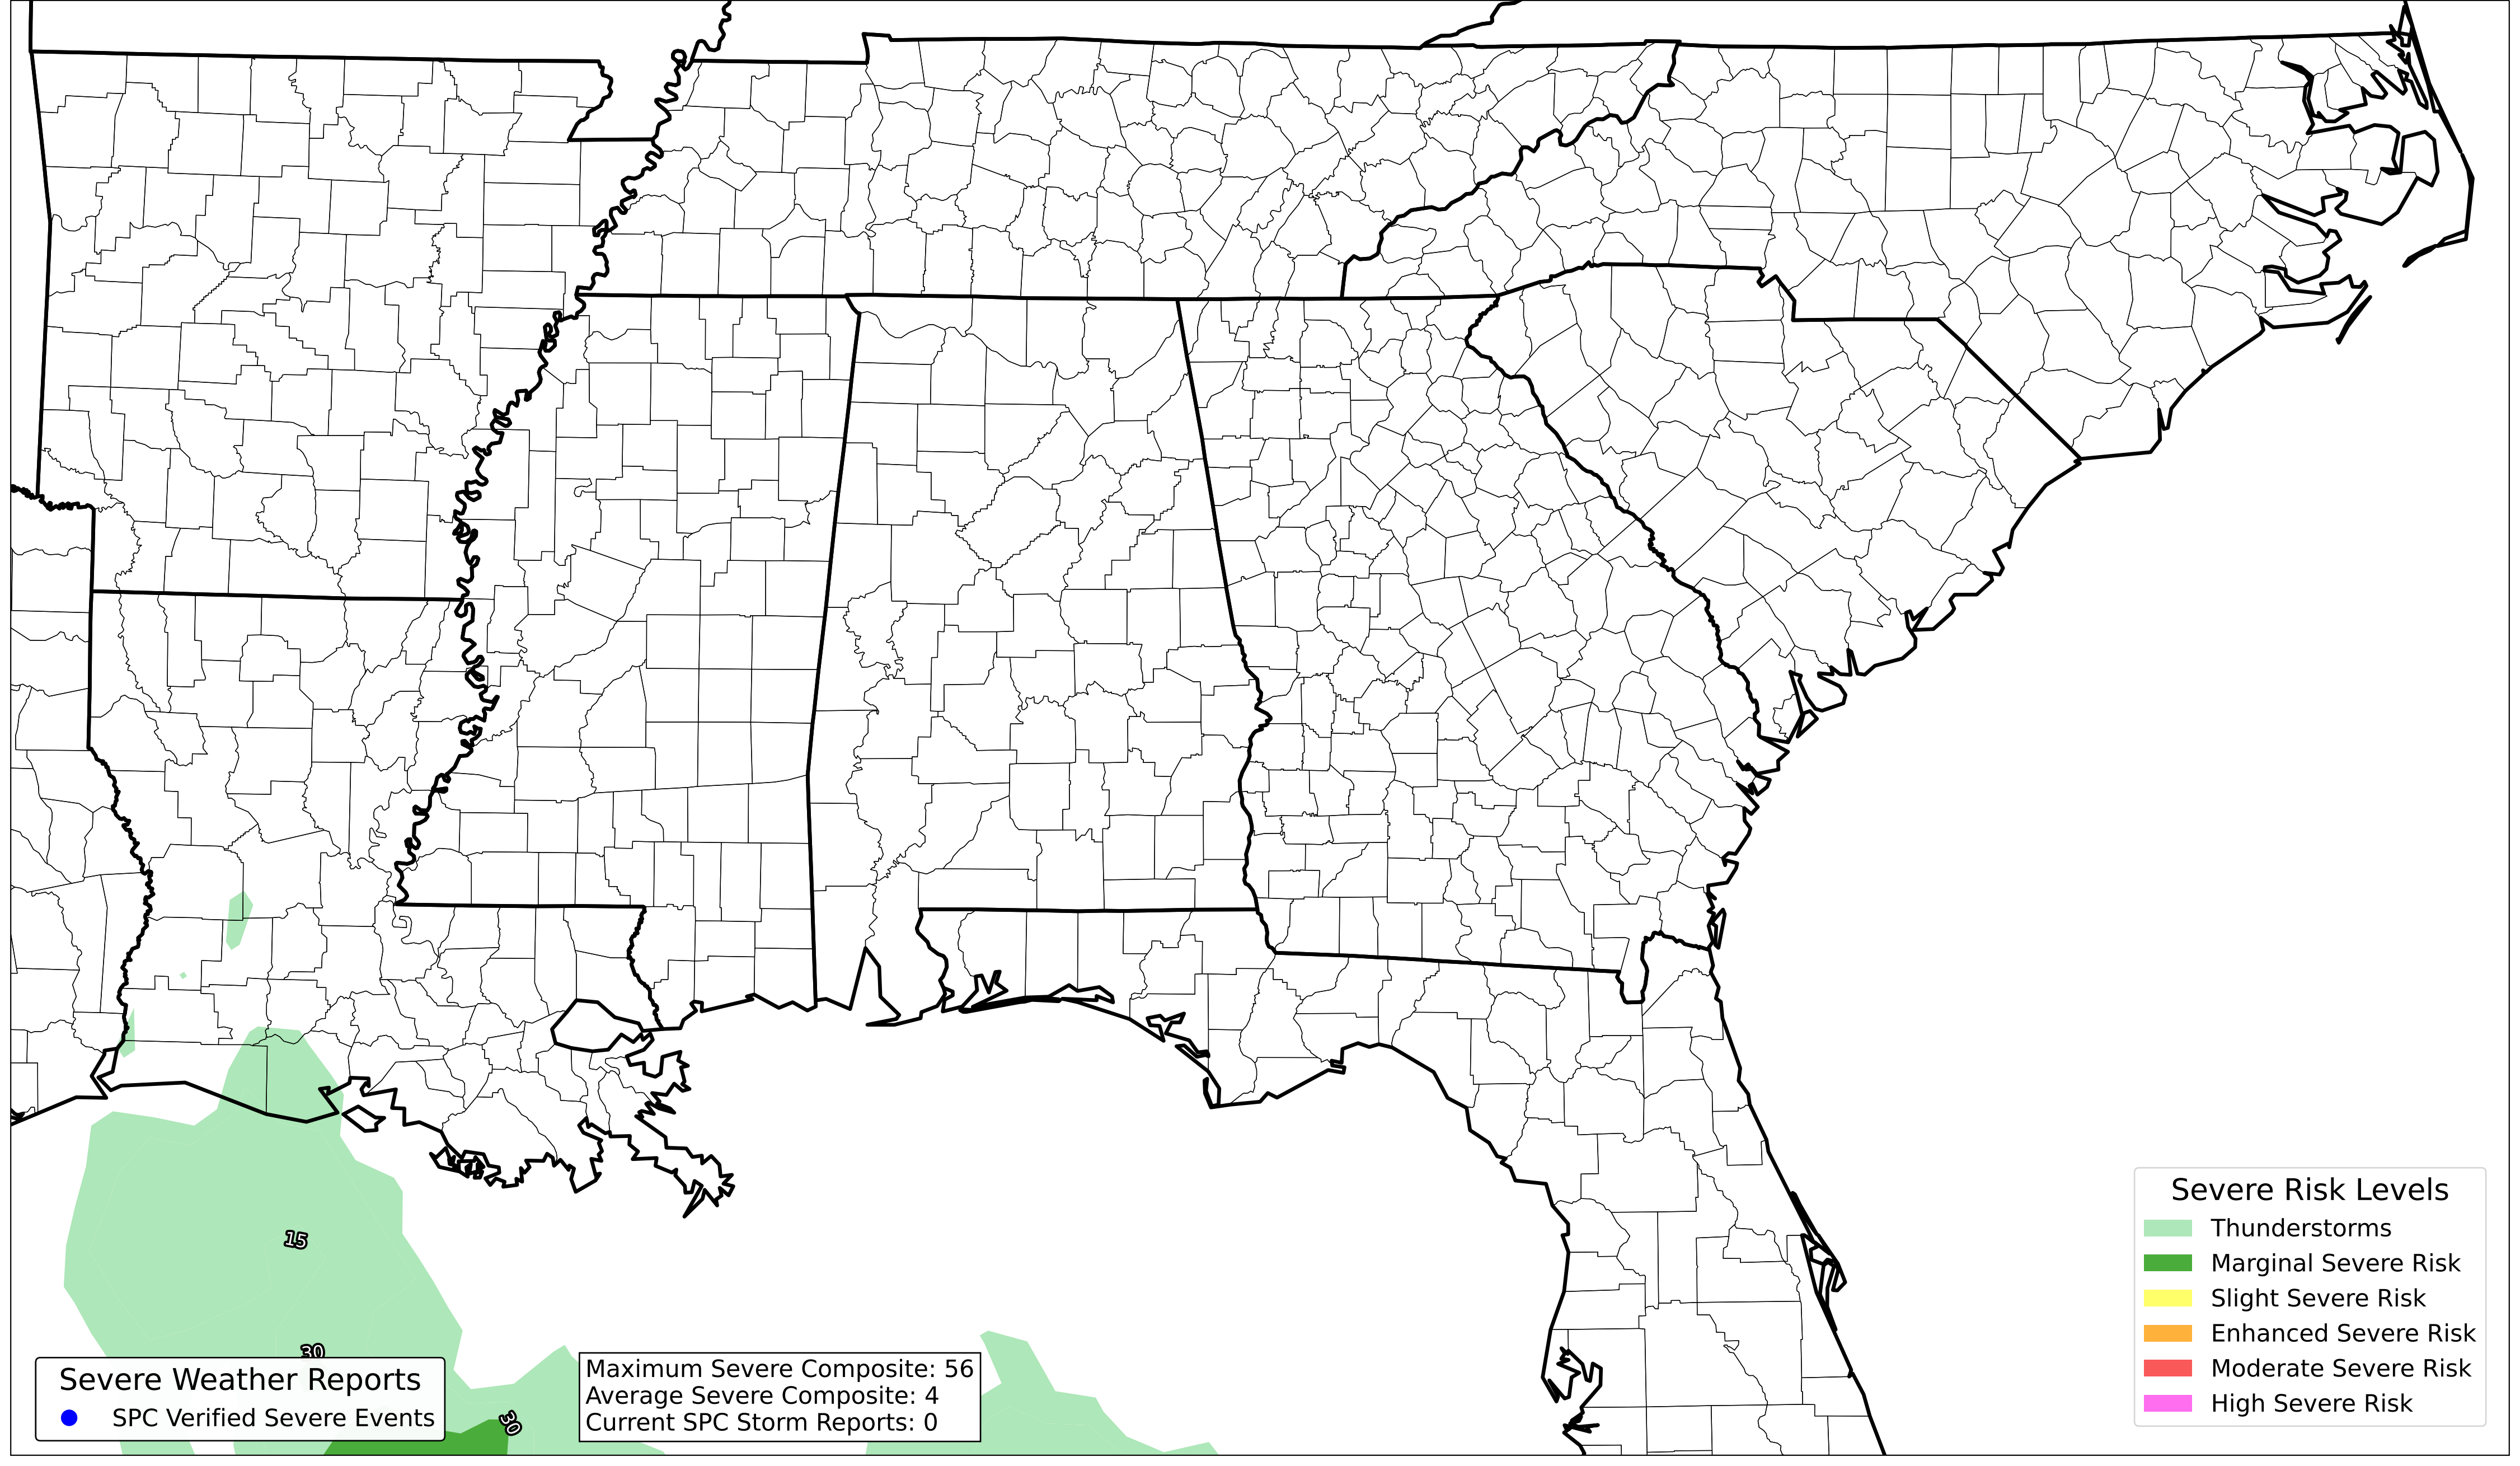 15
30
30
Severe Weather Reports
SPC Verified Severe Events
Maximum Severe Composite: 56
Average Severe Composite: 4
Current SPC Storm Reports: 0
Severe Risk Levels
Thunderstorms
Marginal Severe Risk
Slight Severe Risk
Enhanced Severe Risk
Moderate Severe Risk
High Severe Risk